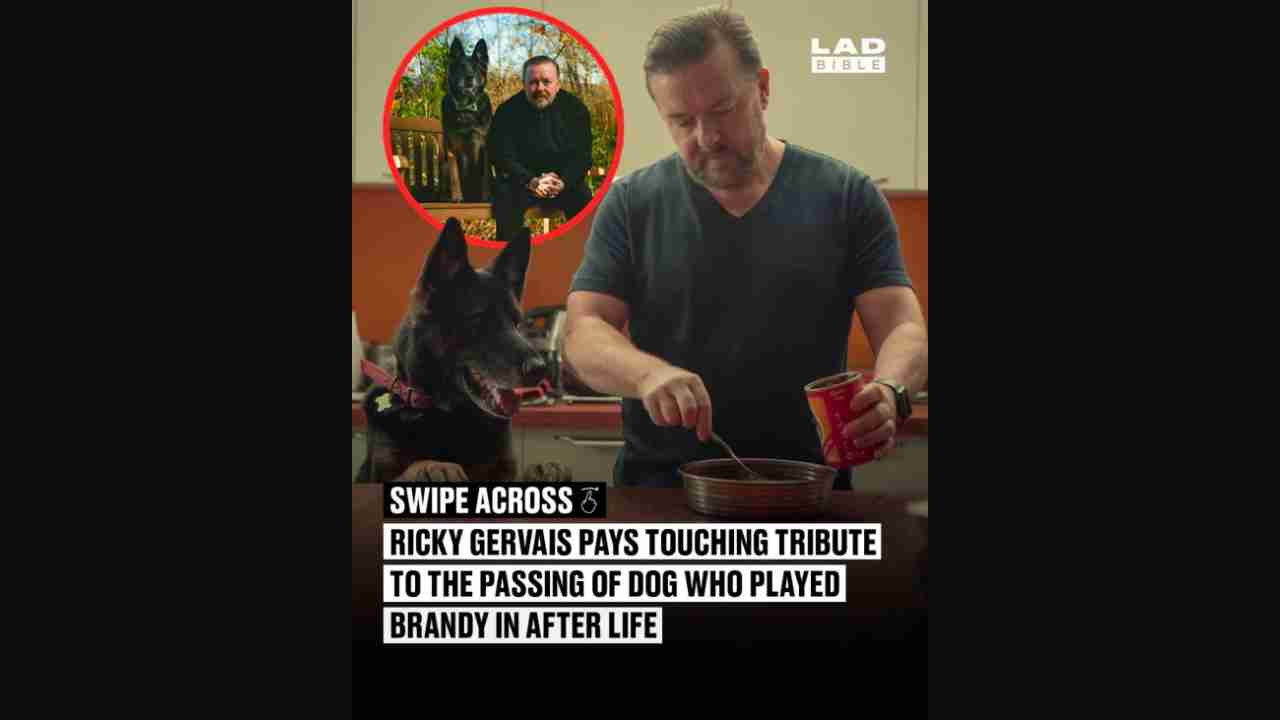 LAD
BIBLE
SWIPE ACROSS
RICKY GERVAIS PAYS TOUCHING TRIBUTE
TO THE PASSING OF DOG WHO PLAYED
BRANDY IN AFTER LIFE